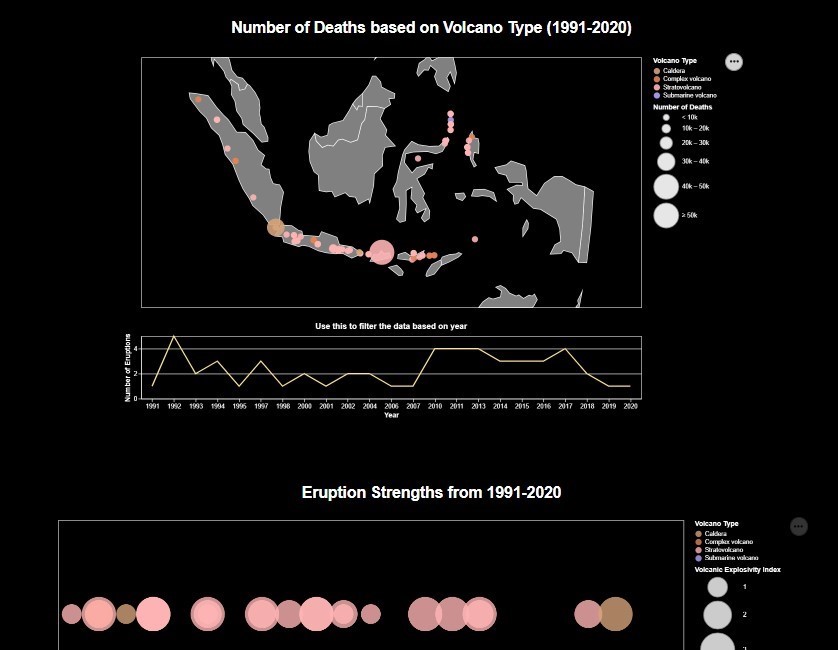 Number of Deaths based on Volcano Type (1991-2020)
Volcano Type
Caldera
Complex volcano
Stratovolcano
Submarine volcano
Number of Deaths
< 10k
10k – 20k
20k – 30k
30k – 40k
40k – 50k
≥ 50k
Use this to filter the data based on year
Number of Eruptions
4
2
0
1991 1992 1993 1994 1995 1997 1998 2000 2001 2002 2004 2006 2007 2010 2011 2013 2014 2015 2016 2017 2018 2019 2020
Year
Eruption Strengths from 1991-2020
Volcano Type
Caldera
Complex volcano
Stratovolcano
Submarine volcano
Volcanic Explosivity Index
1
2